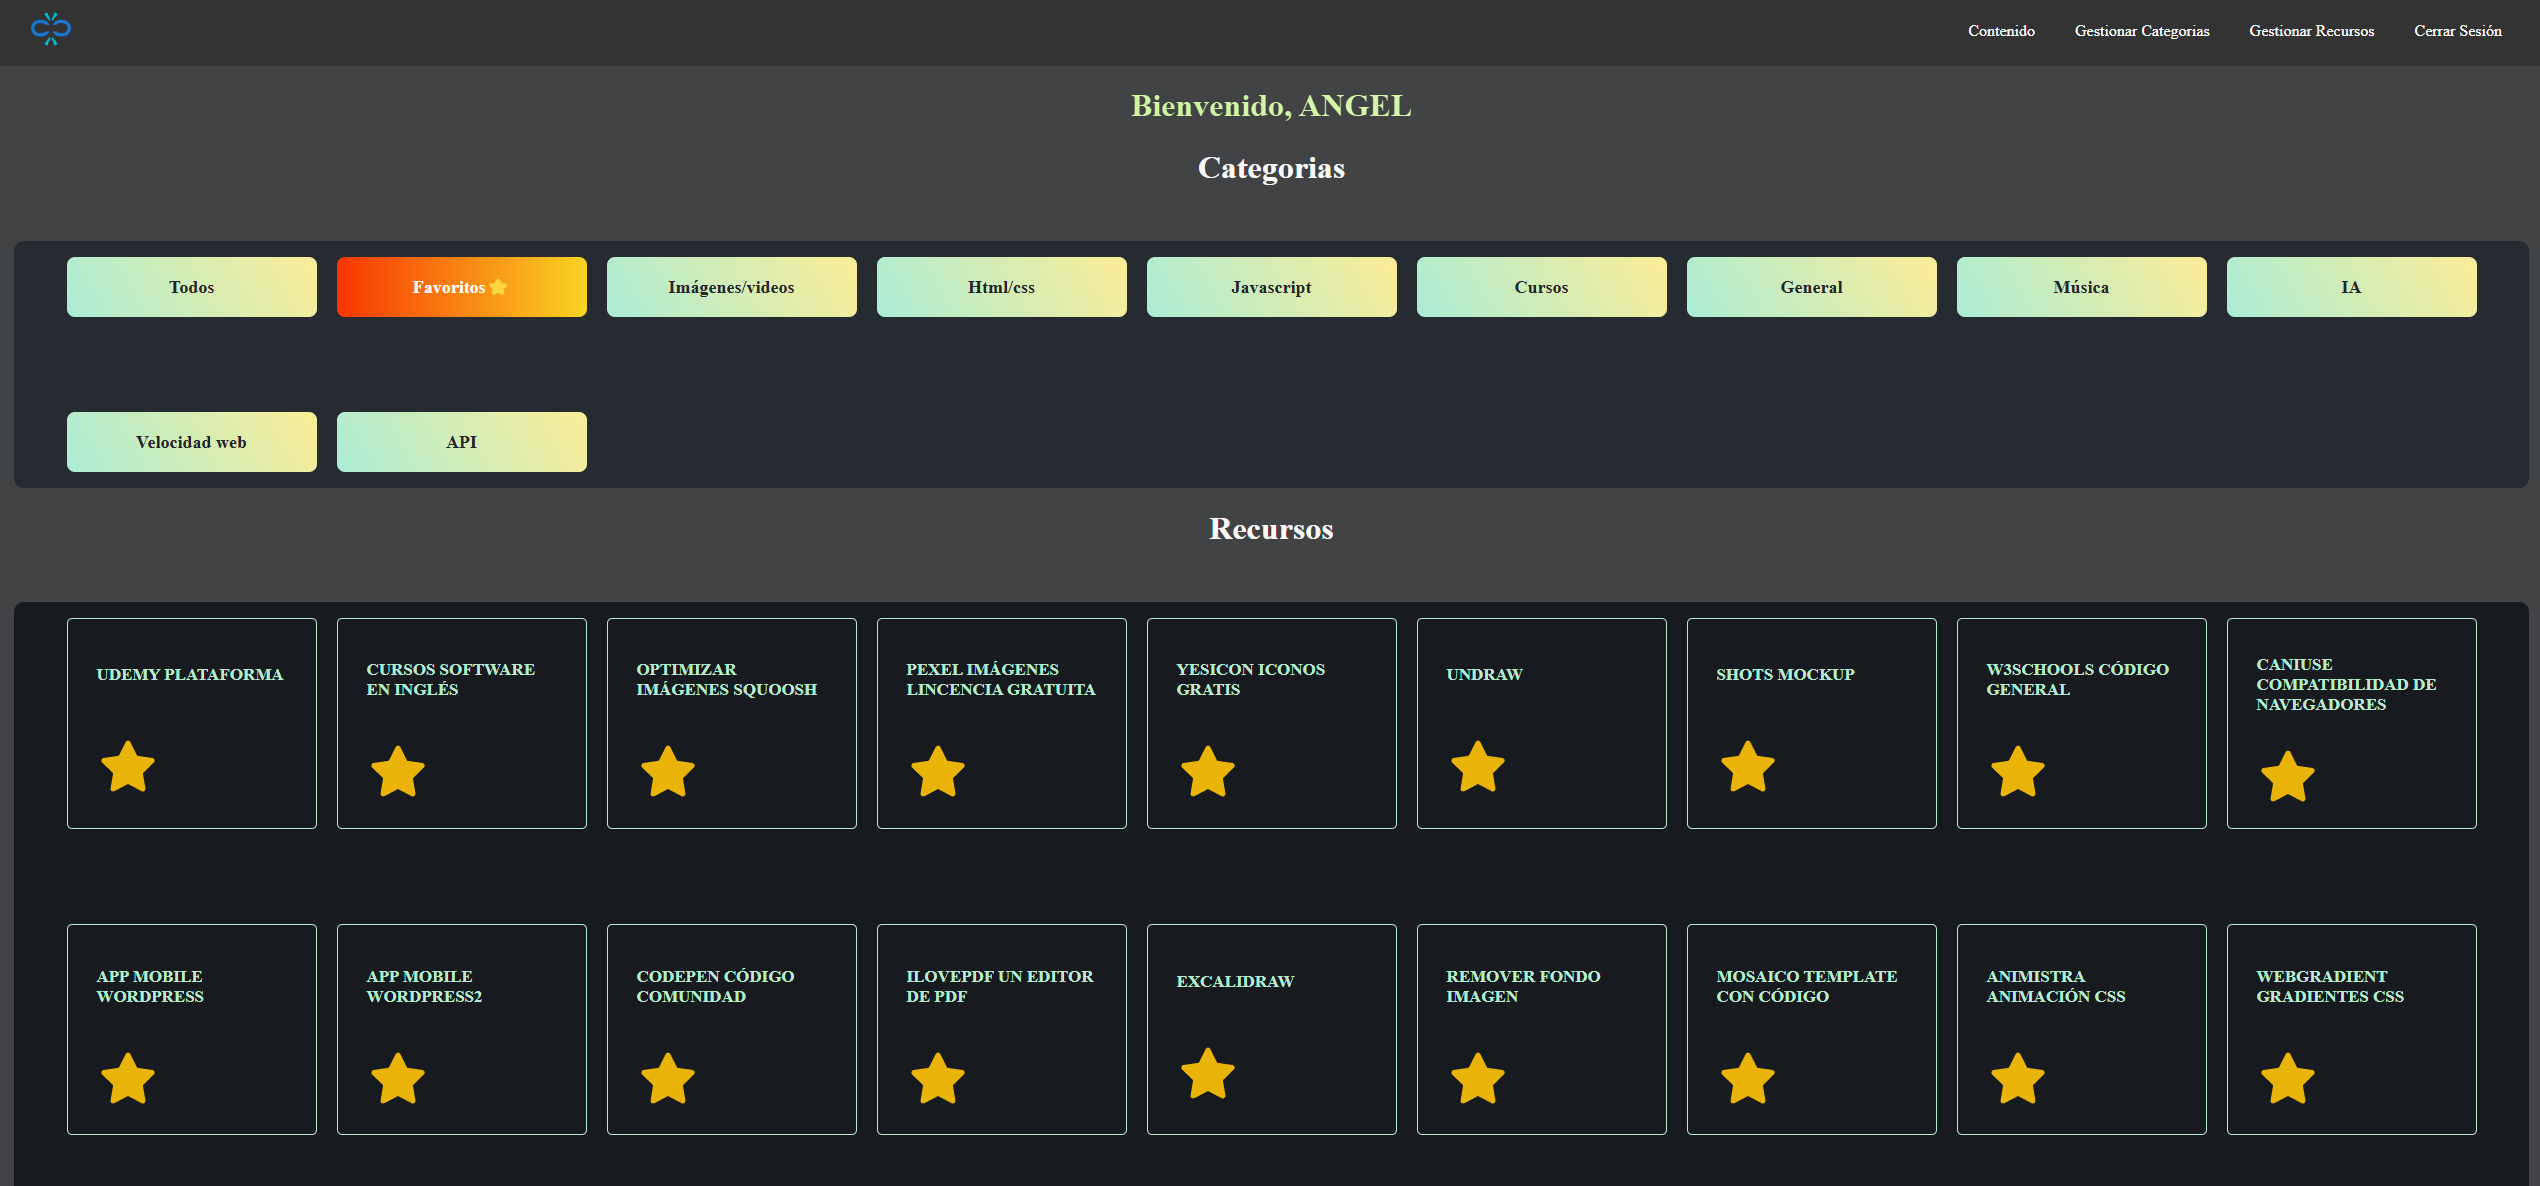 Contenido
Gestionar Categorias
Gestionar Recursos
Cerrar Sesión
Bienvenido, ANGEL
Categorias
Todos
Favoritos
Imágenes/videos
Html/css
Javascript
Cursos
General
Música
IA
Velocidad web
API
Recursos
UDEMY PLATAFORMA
CURSOS SOFTWARE
EN INGLÉS
OPTIMIZAR
IMÁGENES SQUOOSH
PEXEL IMÁGENES
LINCENCIA GRATUITA
YESICON ICONOS
GRATIS
UNDRAW
SHOTS MOCKUP
W3SCHOOLS CÓDIGO
GENERAL
CANIUSE
COMPATIBILIDAD DE
NAVEGADORES
APP MOBILE
WORDPRESS
APP MOBILE
WORDPRESS2
CODEPEN CÓDIGO
COMUNIDAD
ILOVEPDF UN EDITOR
DE PDF
EXCALIDRAW
REMOVER FONDO
IMAGEN
MOSAICO TEMPLATE
CON CÓDIGO
ANIMISTRA
ANIMACIÓN CSS
WEBGRADIENT
GRADIENTES CSS